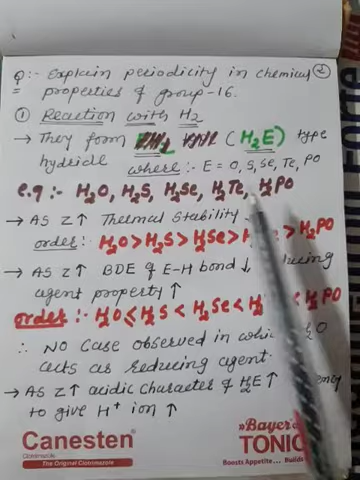 Q:- Explain periodicity in chemical 2
= properties of group-16.
① Reaction with H₂
→ They form (H₂E) type
hydride where:- E = O, S, Se, Te, PO
e.g:- H₂O, H₂S, H₂Se, H₂Te, H₂PO
→ AS Z↑ Thermal Stability
order:- H₂O > H₂S > H₂Se > > H₂PO
→ AS Z↑ BDE of E-H bond ↓
agent property ↑
order:- H₂O < H₂S < H₂Se < < H₂PO
∴ NO Case observed in which
acts as reducing agent
→ AS Z↑ acidic character of H₂E ↑
to give H⁺ ion ↑
Canesten
Clotrimazole
The Original Clotrimazole
Bayer's
TONIC
Boosts Appetite...